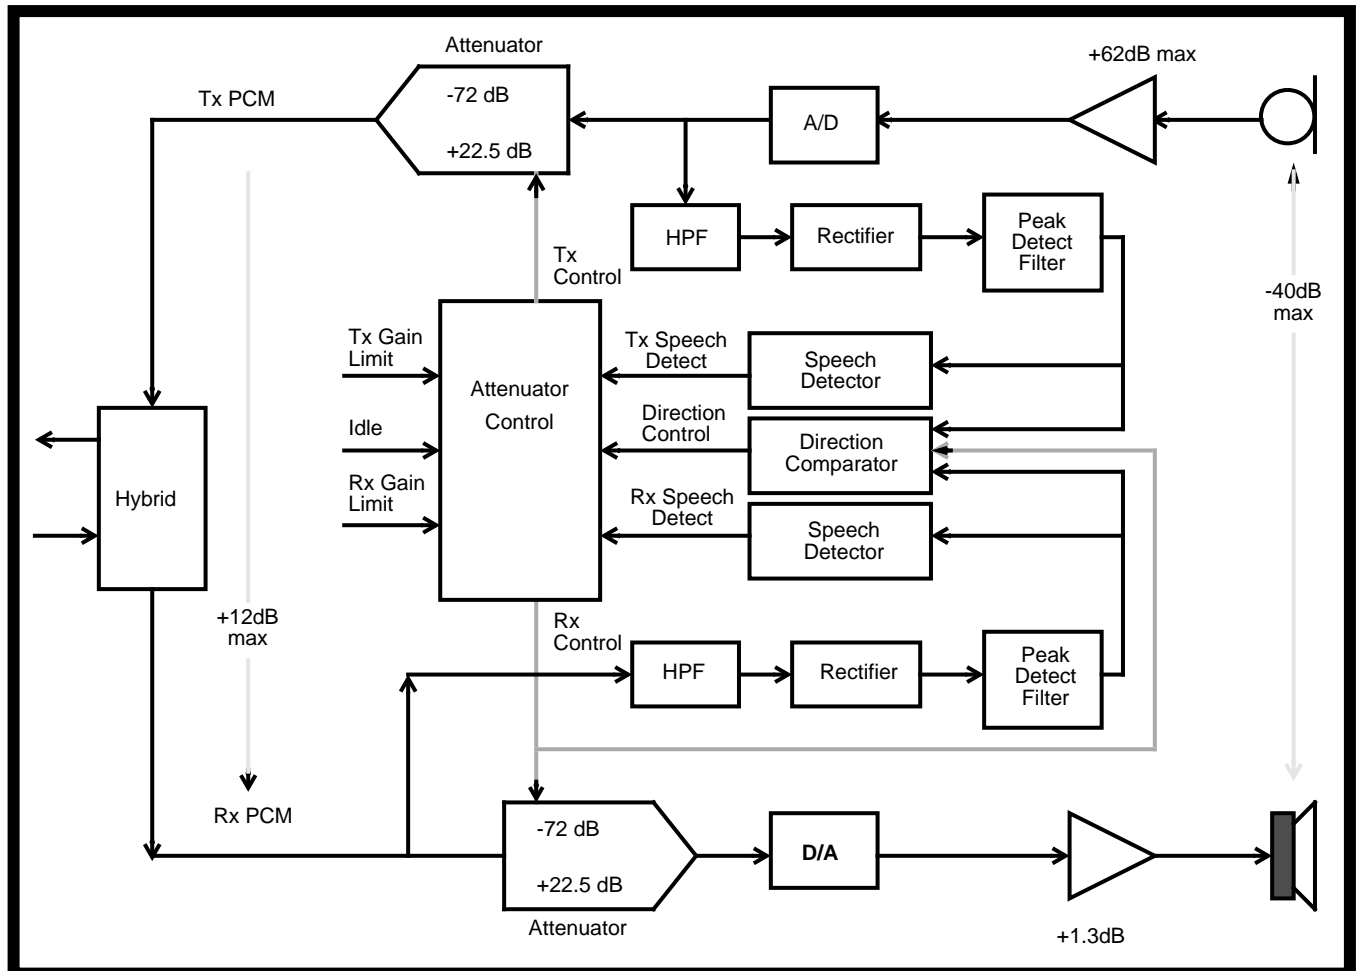 Attenuator
+62dB max
-72 dB
Tx PCM
A/D
+22.5 dB
HPF
Rectifier
Peak
Detect
Filter
Tx
Control
-40dB
max
Tx Gain
Limit
Tx Speech
Detect
Speech
Detector
Attenuator
Control
Idle
Direction
Control
Direction
Comparator
Rx Gain
Limit
Rx Speech
Detect
Speech
Detector
Hybrid
+12dB
max
Rx
Control
HPF
Rectifier
Peak
Detect
Filter
Rx PCM
-72 dB
+22.5 dB
D/A
Attenuator
+1.3dB